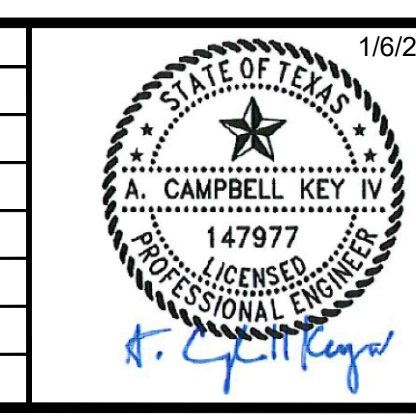 1/6/2
STATE OF TEXAS
A. CAMPBELL KEY IV
147977
LICENSED
PROFESSIONAL ENGINEER